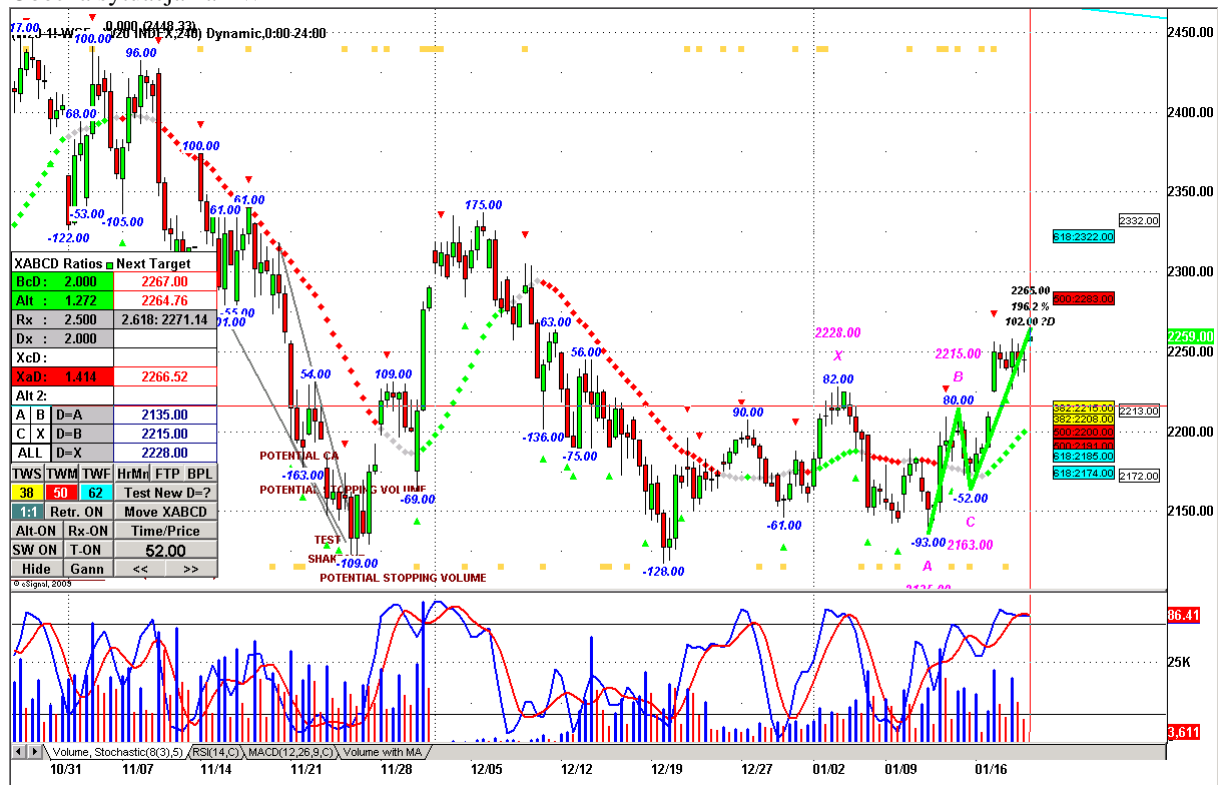 2448.33)
0.000
INDEX,240) Dynamic,0:00-24:00
17.00
100.00
96.00
68.00
100.00
-53.00
-105.00
-122.00
61.00
61.00
175.00
-55.00
54.00
109.00
63.00
56.00
-136.00
-75.00
-163.00
-69.00
-109.00
-128.00
90.00
-61.00
82.00
80.00
-52.00
-93.00
2228.00
X
2215.00
B
C
2163.00
A
2265.00
196.2 %
102.00 ?D
POTENTIAL CA
POTENTIAL STOPPING VOLUME
TEST
POTENTIAL STOPPING VOLUME
XABCD Ratios Next Target
BcD: 2.000 2267.00
Alt : 1.272 2264.76
Rx : 2.500 2.618: 2271.14
Dx : 2.000
XcD:
XaD: 1.414 2266.52
Alt 2:
A B D=A 2135.00
C X D=B 2215.00
ALL D=X 2228.00
TWS TWM TWF HrMn FTP BPL
38 50 62 Test New D=?
1:1 Retr. ON Move XABCD
Alt-ON Rx-ON Time/Price
SW ON T-ON 52.00
Hide Gann << >>
© eSignal, 2009
2450.00
2400.00
2350.00
2332.00
618:2322.00
2300.00
500:2283.00
2259.00
2250.00
382:2215.00
2213.00
382:2208.00
500:2200.00
2200.00
500:2181.00
618:2185.00
618:2174.00
2172.00
2150.00
86.41
25K
3,611
Volume, Stochastic(8(3),5) RSI(14,C) MACD(12,26,9,C) Volume with MA
10/31 11/07 11/14 11/21 11/28 12/05 12/12 12/19 12/27 01/02 01/09 01/16